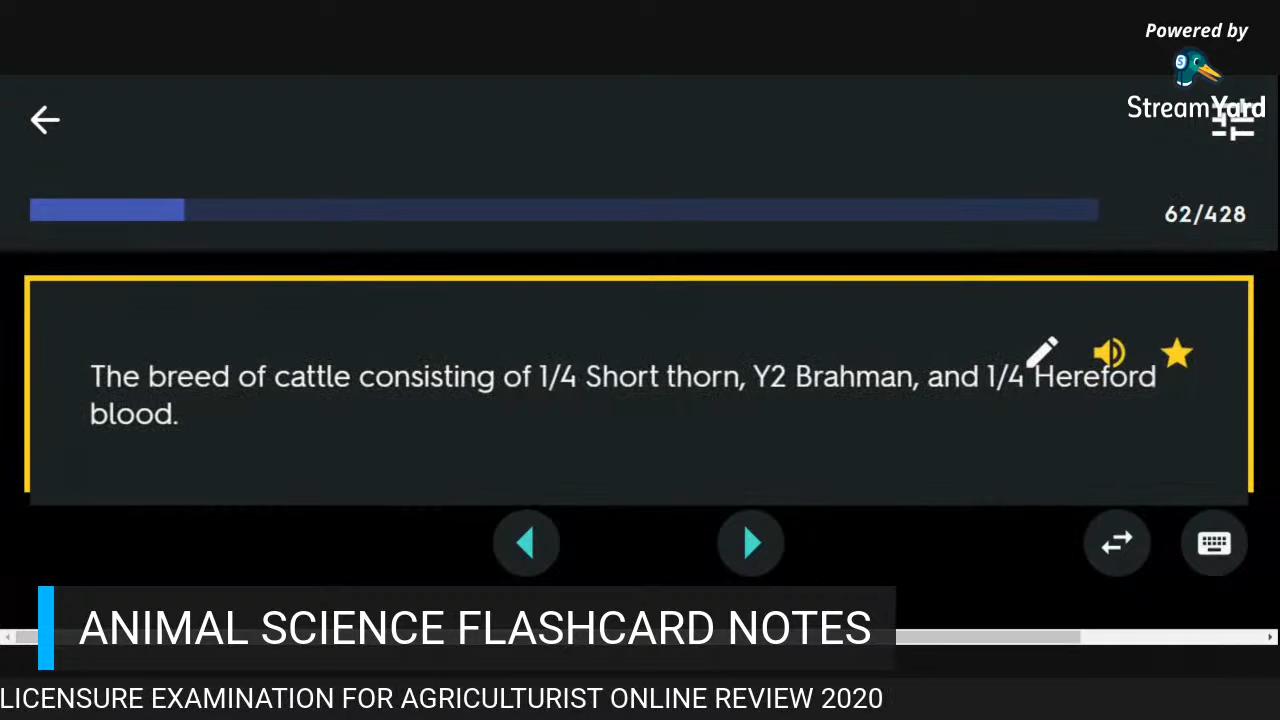 Powered by
StreamYard
62/428
The breed of cattle consisting of 1/4 Short thorn, Y2 Brahman, and 1/4 Hereford
blood.
ANIMAL SCIENCE FLASHCARD NOTES
LICENSURE EXAMINATION FOR AGRICULTURIST ONLINE REVIEW 2020